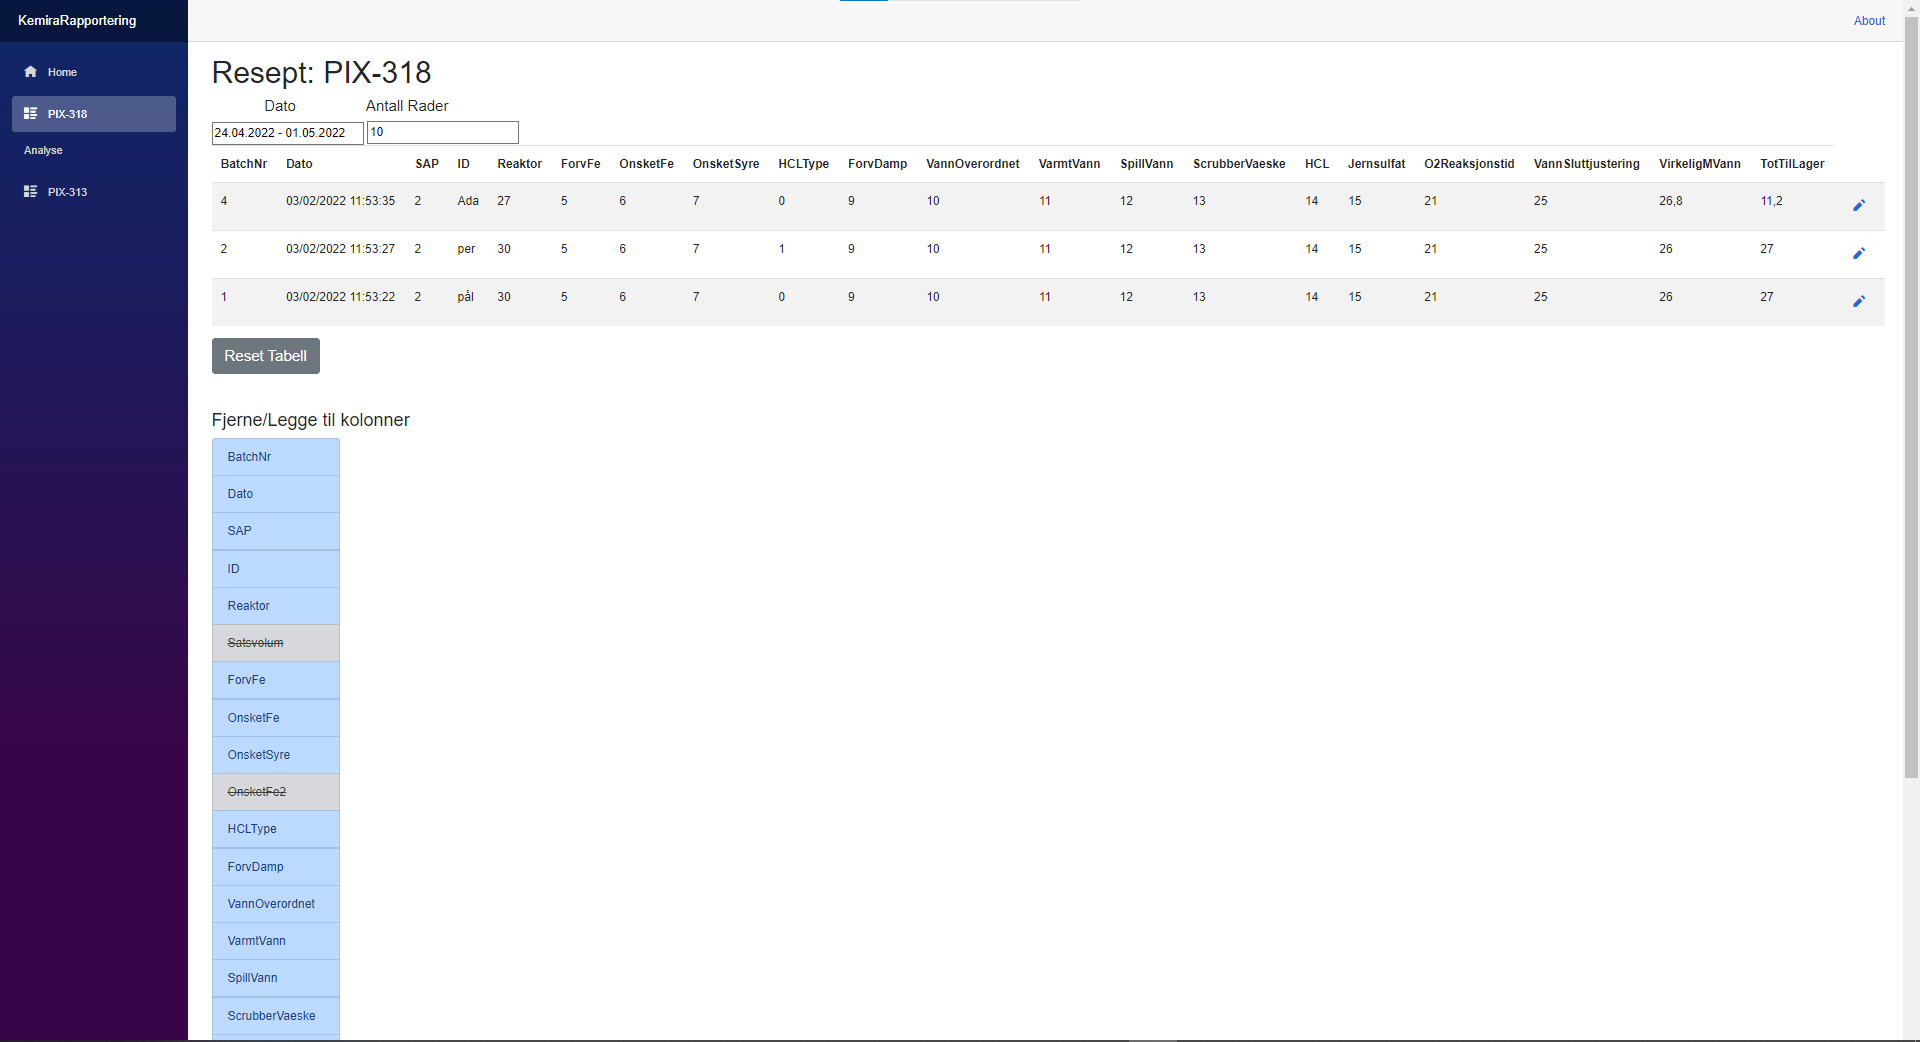 KemiraRapportering
About
Home
PIX-318
Analyse
PIX-313
Resept: PIX-318
Dato Antall Rader
24.04.2022 - 01.05.2022 10
BatchNr Dato SAP ID Reaktor ForvFe OnsketFe OnsketSyre HCLType ForvDamp VannOverordnet VarmtVann SpillVann ScrubberVaeske HCL Jernsulfat O2Reaksjonstid VannSluttjustering VirkeligMVann TotTilLager
4 03/02/2022 11:53:35 2 Ada 27 5 6 7 0 9 10 11 12 13 14 15 21 25 26,8 11,2
2 03/02/2022 11:53:27 2 per 30 5 6 7 1 9 10 11 12 13 14 15 21 25 26 27
1 03/02/2022 11:53:22 2 pål 30 5 6 7 0 9 10 11 12 13 14 15 21 25 26 27
Reset Tabell
Fjerne/Legge til kolonner
BatchNr
Dato
SAP
ID
Reaktor
Satsvolum
ForvFe
OnsketFe
OnsketSyre
OnsketFe2
HCLType
ForvDamp
VannOverordnet
VarmtVann
SpillVann
ScrubberVaeske